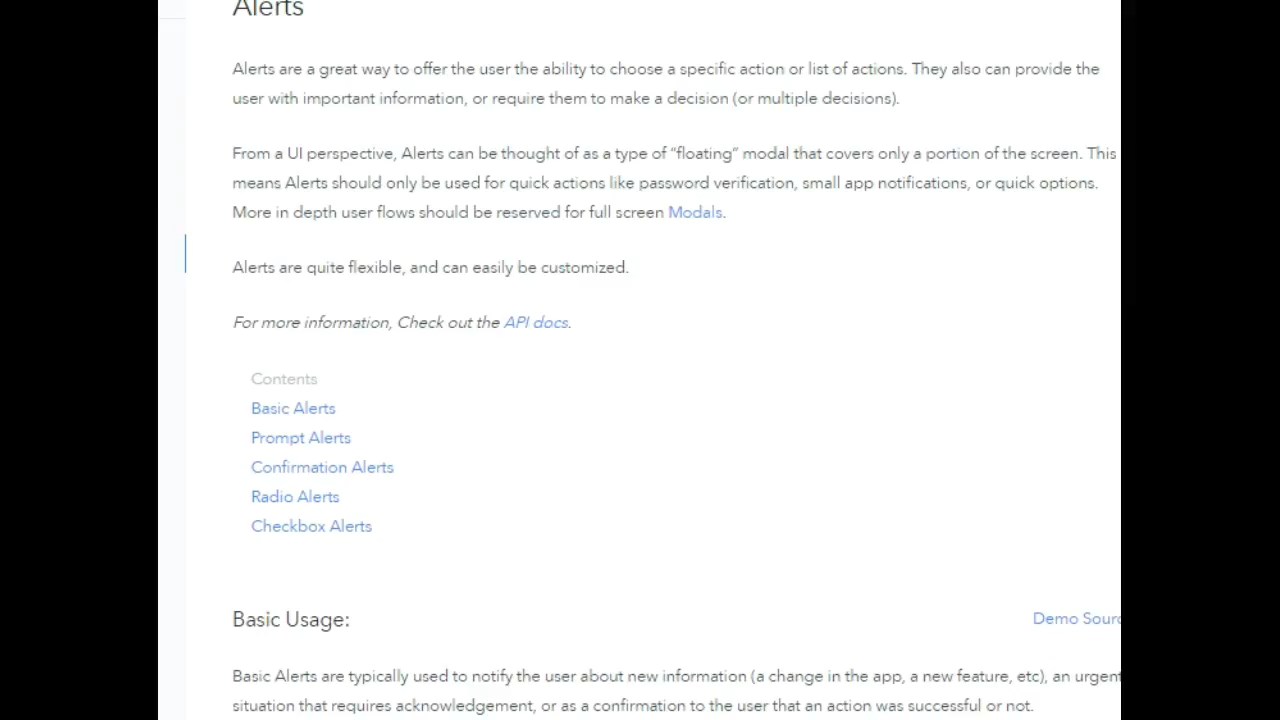 Alerts
Alerts are a great way to offer the user the ability to choose a specific action or list of actions. They also can provide the
user with important information, or require them to make a decision (or multiple decisions).
From a UI perspective, Alerts can be thought of as a type of “floating” modal that covers only a portion of the screen. This
means Alerts should only be used for quick actions like password verification, small app notifications, or quick options.
More in depth user flows should be reserved for full screen Modals.
Alerts are quite flexible, and can easily be customized.
For more information, Check out the API docs.
Contents
Basic Alerts
Prompt Alerts
Confirmation Alerts
Radio Alerts
Checkbox Alerts
Basic Usage:
Demo Sourc
Basic Alerts are typically used to notify the user about new information (a change in the app, a new feature, etc), an urgent
situation that requires acknowledgement, or as a confirmation to the user that an action was successful or not.